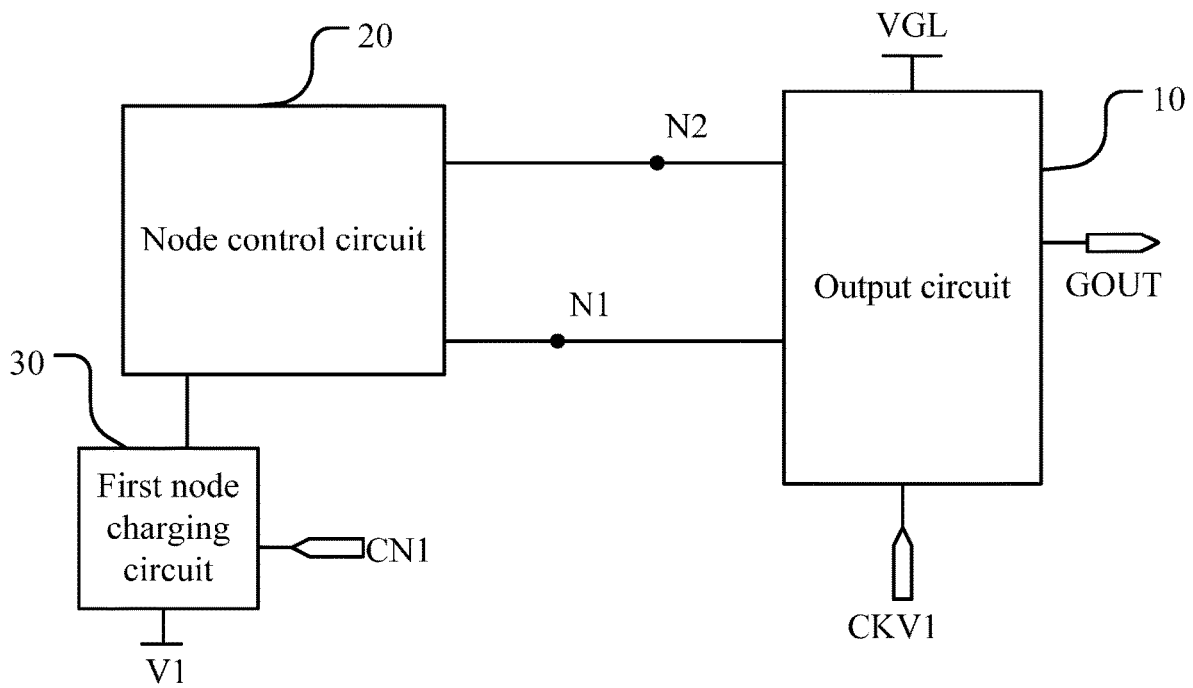 20
VGL
10
N2
Node control circuit
Output circuit
GOUT
N1
30
First node
charging
circuit
CN1
CKV1
V1